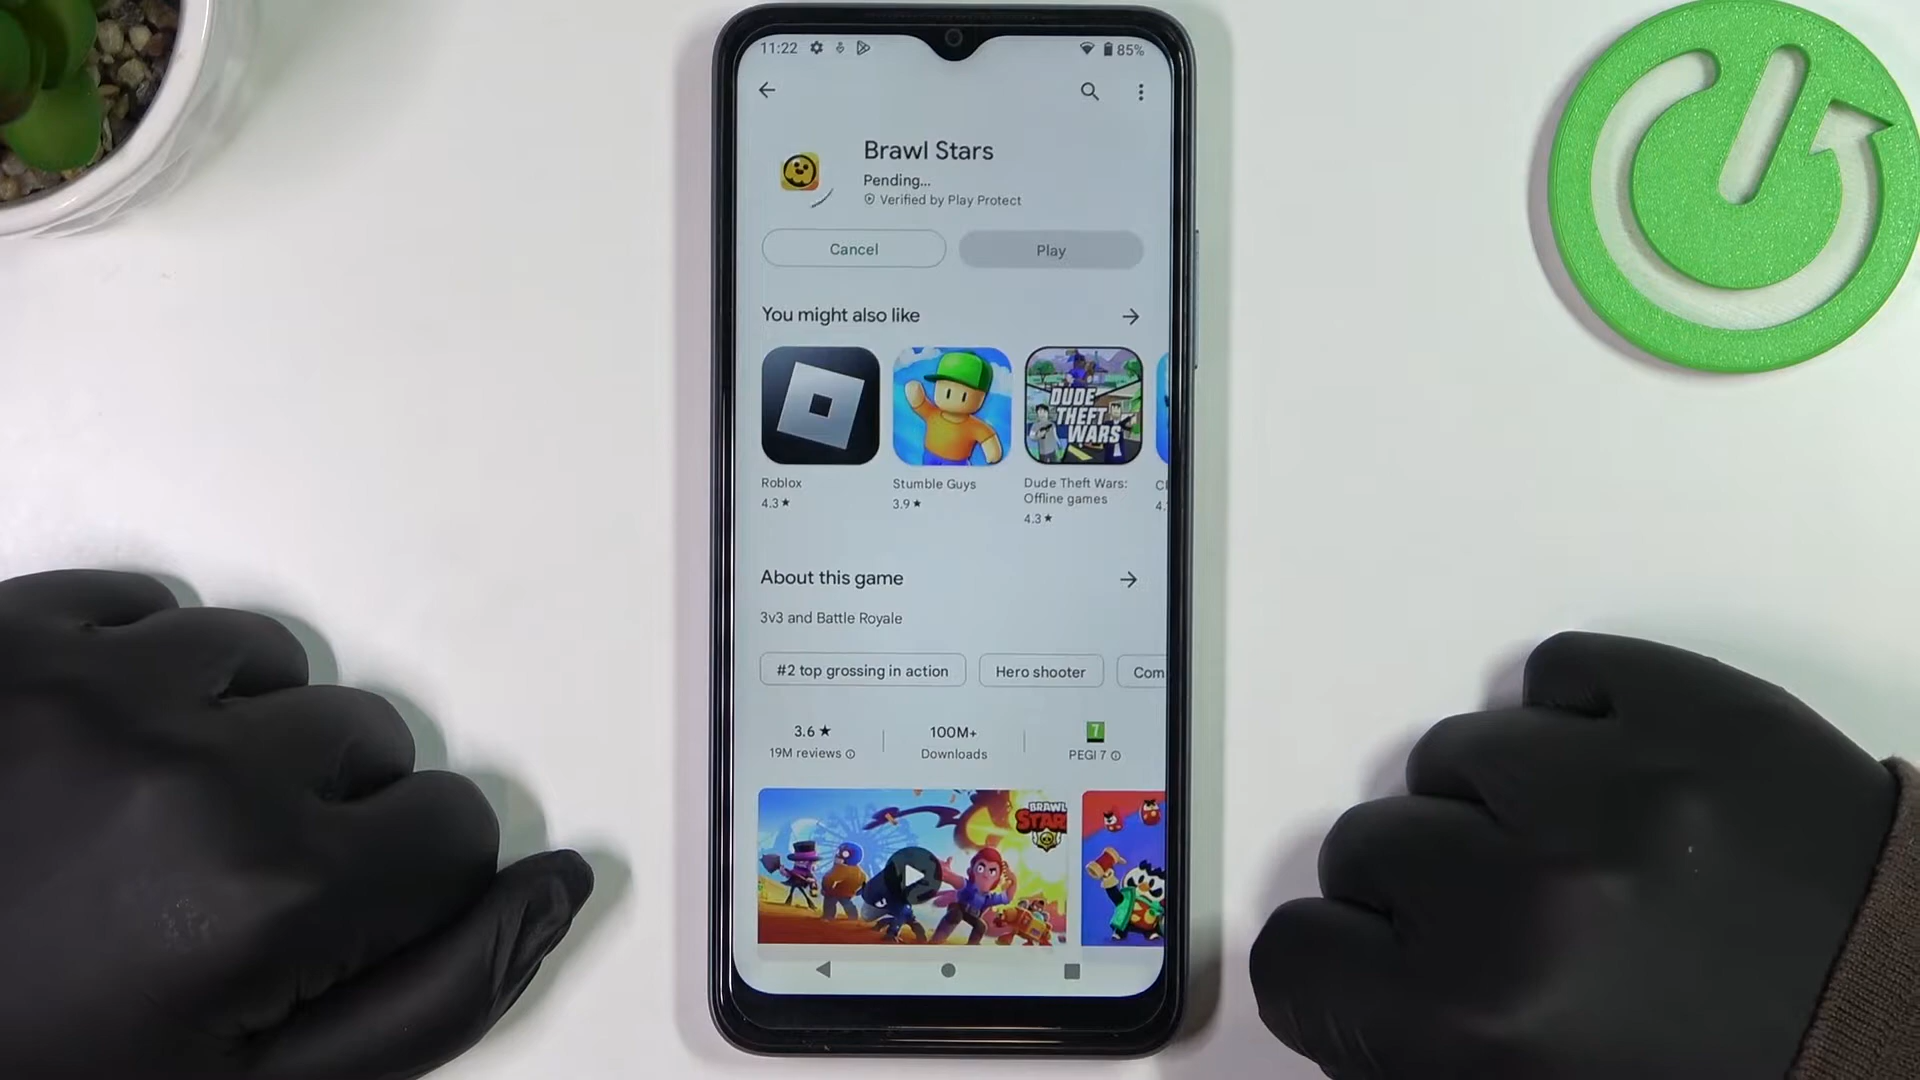 11:22
85%
Brawl Stars
Pending...
Verified by Play Protect
Cancel
Play
You might also like
DUDE
THEFT
WARS
Roblox
Stumble Guys
Dude Theft Wars:
Offline games
4.3★
3.9★
4.3★
About this game
3v3 and Battle Royale
#2 top grossing in action
Hero shooter
Com
3.6★
100M+
7
19M reviews
Downloads
PEGI 7
BRAWL
STAR